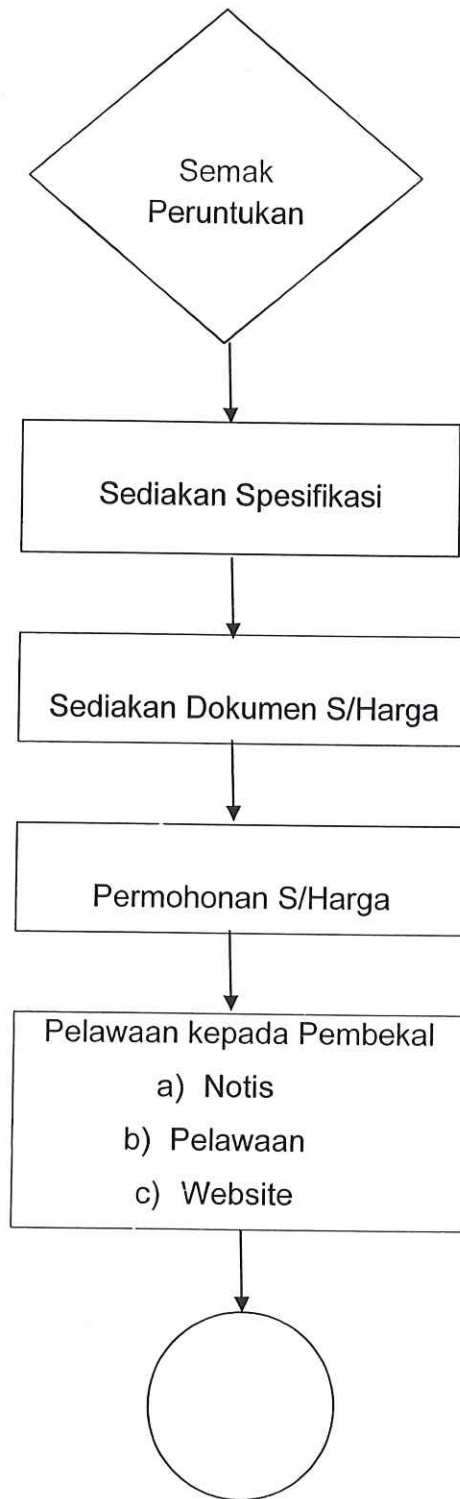 Semak
Peruntukan
Sediakan Spesifikasi
Sediakan Dokumen S/Harga
Permohonan S/Harga
Pelawaan kepada Pembekal
a) Notis
b) Pelawaan
c) Website